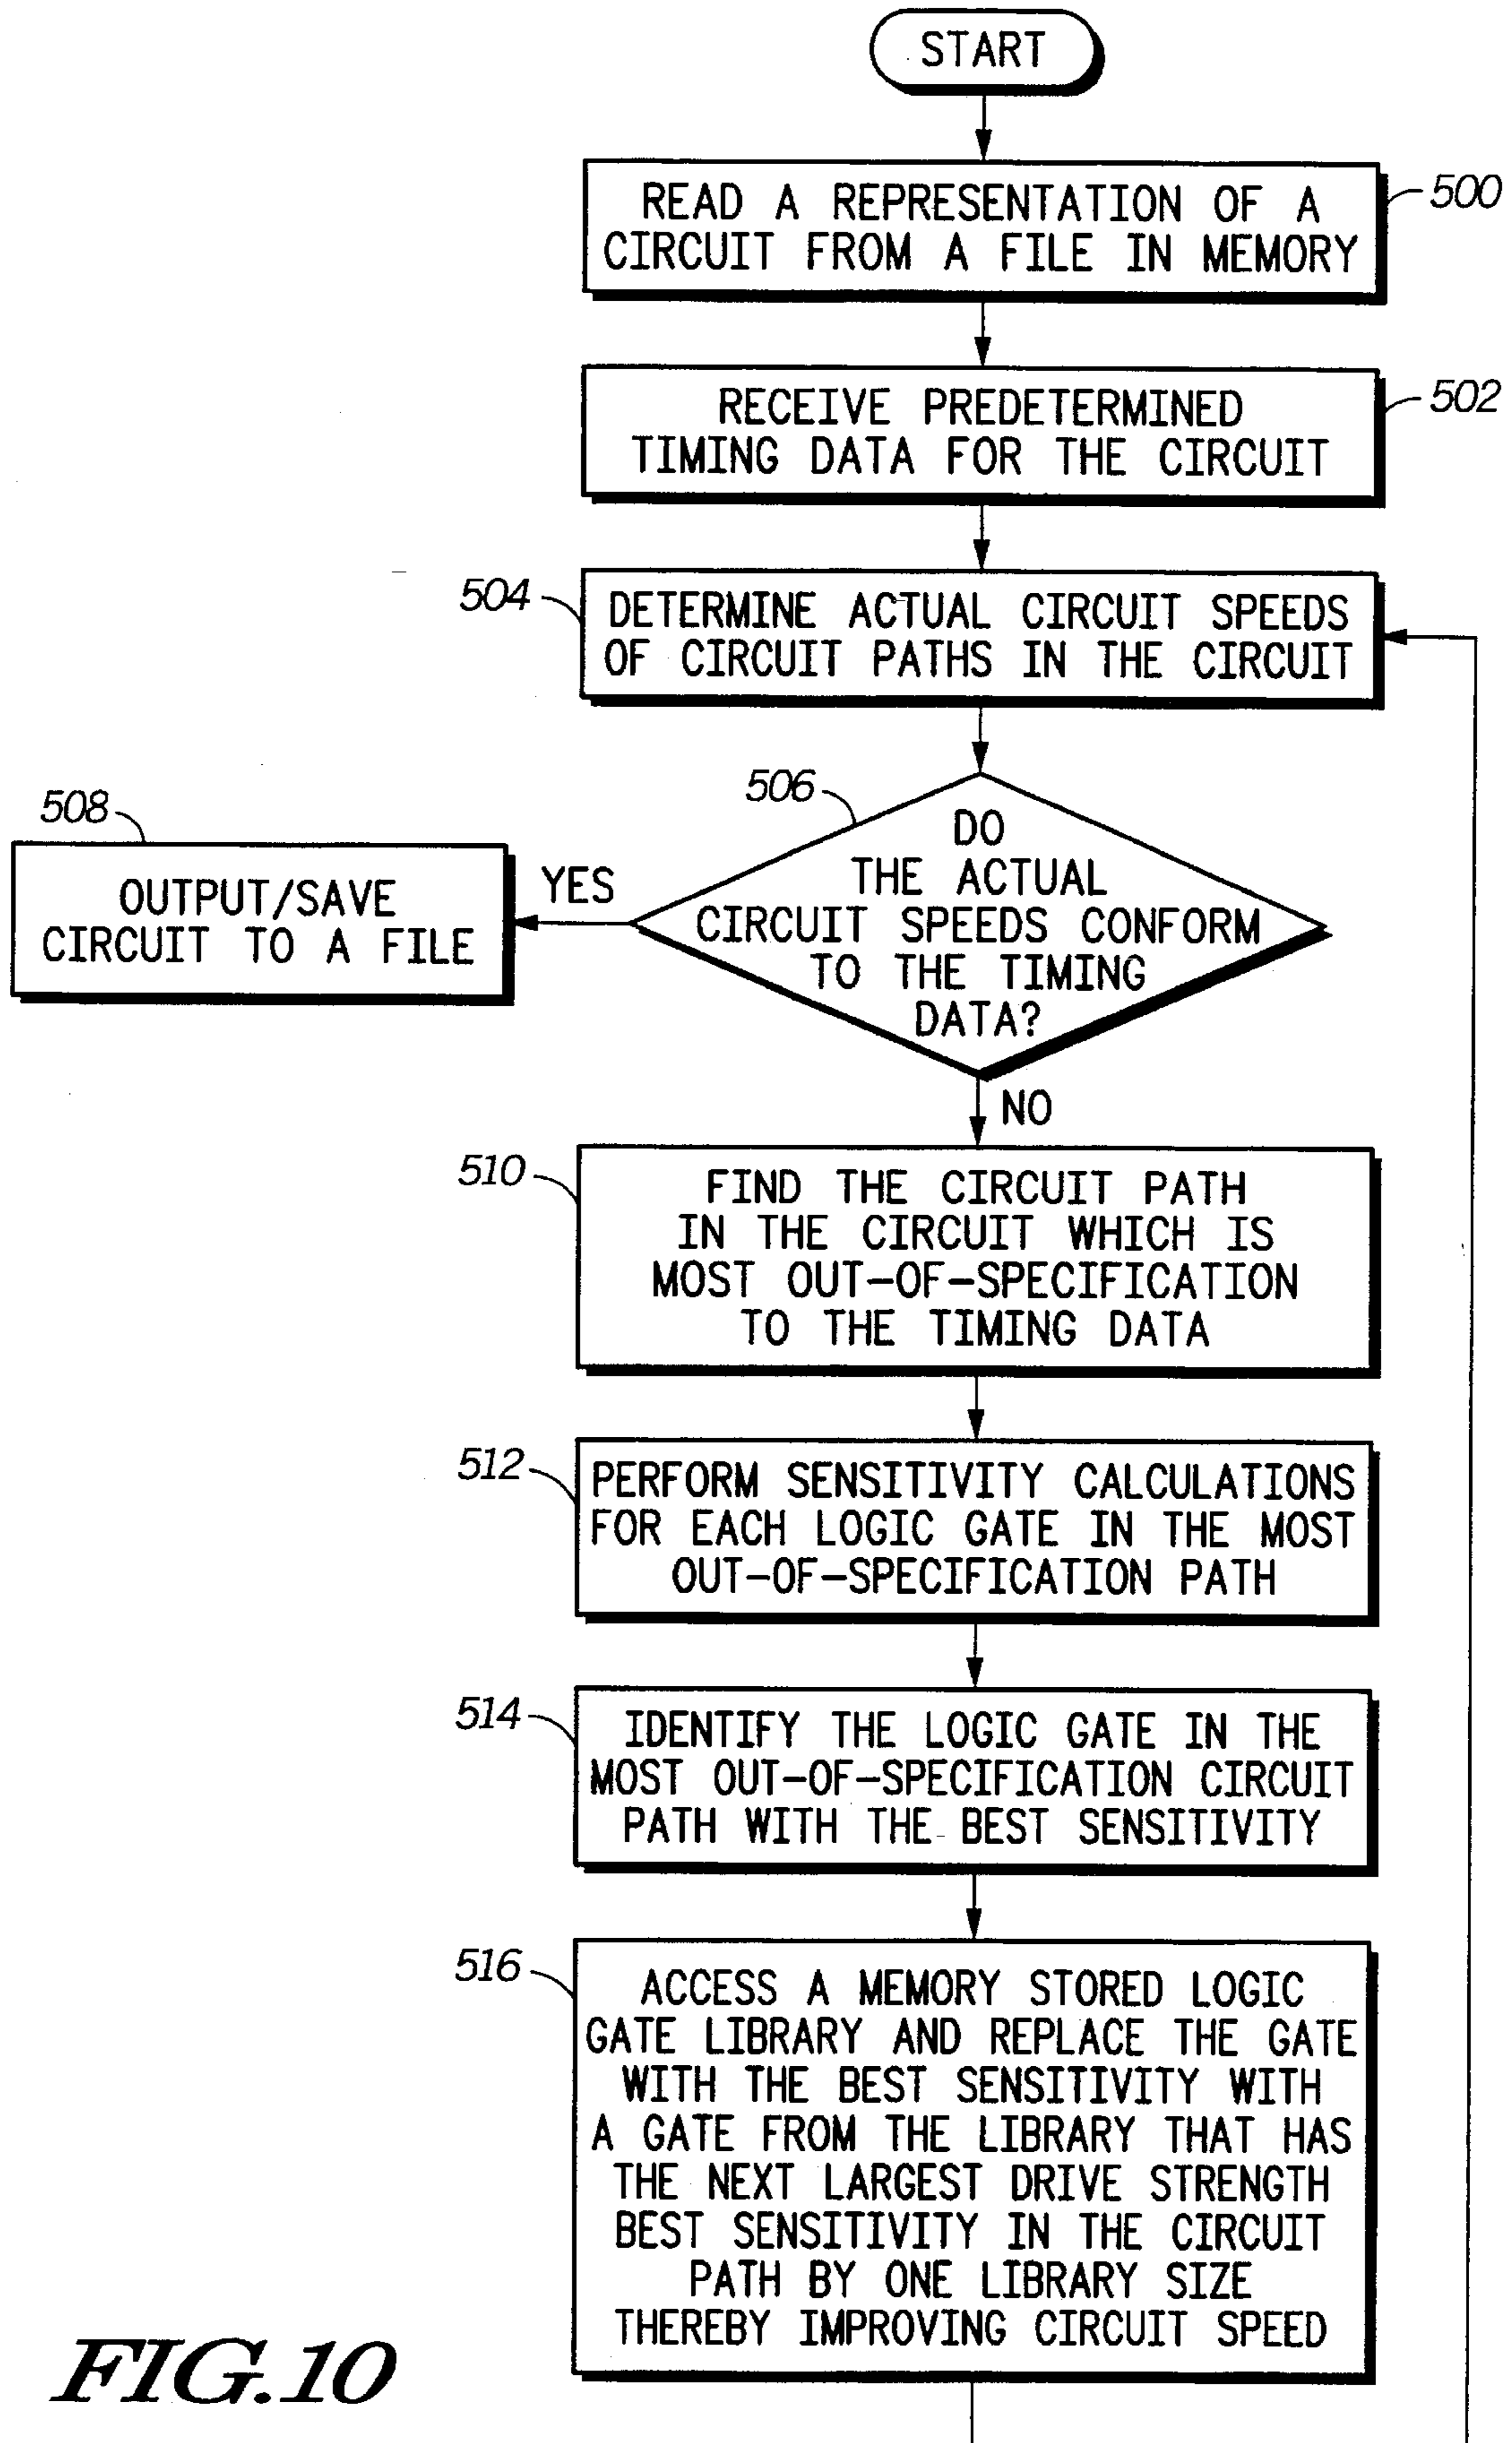 START
READ A REPRESENTATION OF A
CIRCUIT FROM A FILE IN MEMORY
500
RECEIVE PREDETERMINED
TIMING DATA FOR THE CIRCUIT
502
504
DETERMINE ACTUAL CIRCUIT SPEEDS
OF CIRCUIT PATHS IN THE CIRCUIT
506
DO
THE ACTUAL
CIRCUIT SPEEDS CONFORM
TO THE TIMING
DATA?
YES
508
OUTPUT/SAVE
CIRCUIT TO A FILE
NO
510
FIND THE CIRCUIT PATH
IN THE CIRCUIT WHICH IS
MOST OUT-OF-SPECIFICATION
TO THE TIMING DATA
512
PERFORM SENSITIVITY CALCULATIONS
FOR EACH LOGIC GATE IN THE MOST
OUT-OF-SPECIFICATION PATH
514
IDENTIFY THE LOGIC GATE IN THE
MOST OUT-OF-SPECIFICATION CIRCUIT
PATH WITH THE BEST SENSITIVITY
516
ACCESS A MEMORY STORED LOGIC
GATE LIBRARY AND REPLACE THE GATE
WITH THE BEST SENSITIVITY WITH
A GATE FROM THE LIBRARY THAT HAS
THE NEXT LARGEST DRIVE STRENGTH
BEST SENSITIVITY IN THE CIRCUIT
PATH BY ONE LIBRARY SIZE
THEREBY IMPROVING CIRCUIT SPEED
FIG.10